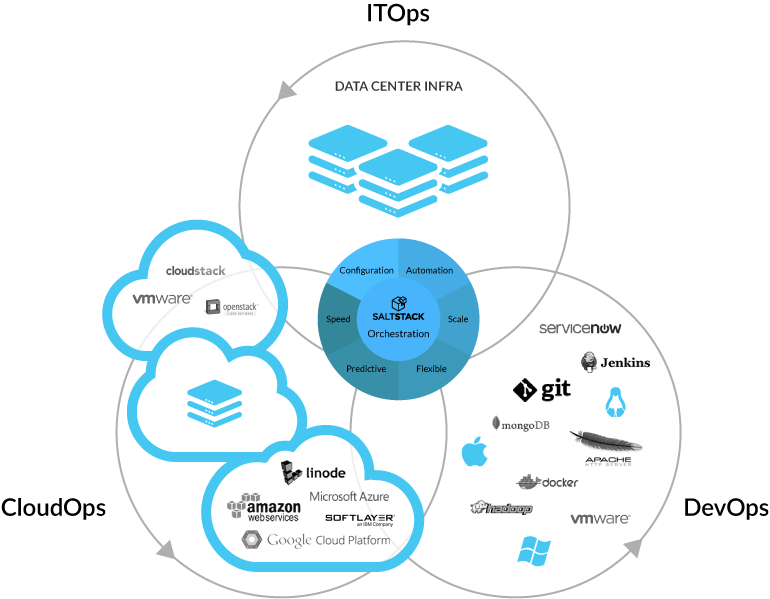 ITOps
DATA CENTER INFRA
cloudstack
vmware
openstack
CLOUD SOFTWARE
Configuration
Automation
SALTSTACK
Speed
Scale
Orchestration
Predictive
Flexible
servicenow
Jenkins
git
mongoDB
APACHE
HTTP SERVER
docker
hadoop
vmware
linode
Microsoft Azure
amazon
webservices
SOFTLAYER
an IBM Company
Google Cloud Platform
CloudOps
DevOps